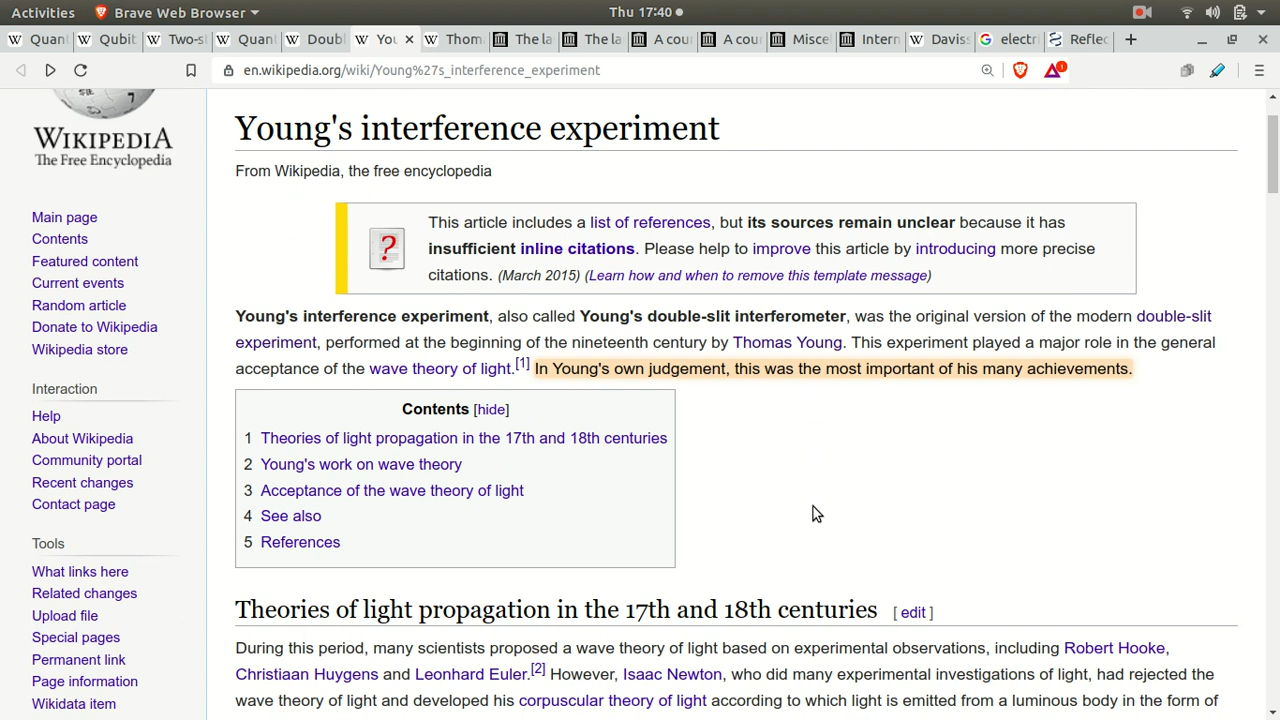 Activities
Brave Web Browser
Thu 17:40
Quant
Qubit
Two-s
Quant
Doubl
You
Thom
The la
The la
A cour
A cour
Misce
Intern
Daviss
electr
Reflec
en.wikipedia.org/wiki/Young%27s_interference_experiment
1
WIKIPEDIA
The Free Encyclopedia
Main page
Contents
Featured content
Current events
Random article
Donate to Wikipedia
Wikipedia store
Interaction
Help
About Wikipedia
Community portal
Recent changes
Contact page
Tools
What links here
Related changes
Upload file
Special pages
Permanent link
Page information
Wikidata item
Young's interference experiment
From Wikipedia, the free encyclopedia
?
This article includes a list of references, but its sources remain unclear because it has
insufficient inline citations. Please help to improve this article by introducing more precise
citations. (March 2015) (Learn how and when to remove this template message)
Young's interference experiment, also called Young's double-slit interferometer, was the original version of the modern double-slit
experiment, performed at the beginning of the nineteenth century by Thomas Young. This experiment played a major role in the general
acceptance of the wave theory of light.[1] In Young's own judgement, this was the most important of his many achievements.
Contents [hide]
1 Theories of light propagation in the 17th and 18th centuries
2 Young's work on wave theory
3 Acceptance of the wave theory of light
4 See also
5 References
Theories of light propagation in the 17th and 18th centuries [ edit ]
During this period, many scientists proposed a wave theory of light based on experimental observations, including Robert Hooke,
Christiaan Huygens and Leonhard Euler.[2] However, Isaac Newton, who did many experimental investigations of light, had rejected the
wave theory of light and developed his corpuscular theory of light according to which light is emitted from a luminous body in the form of